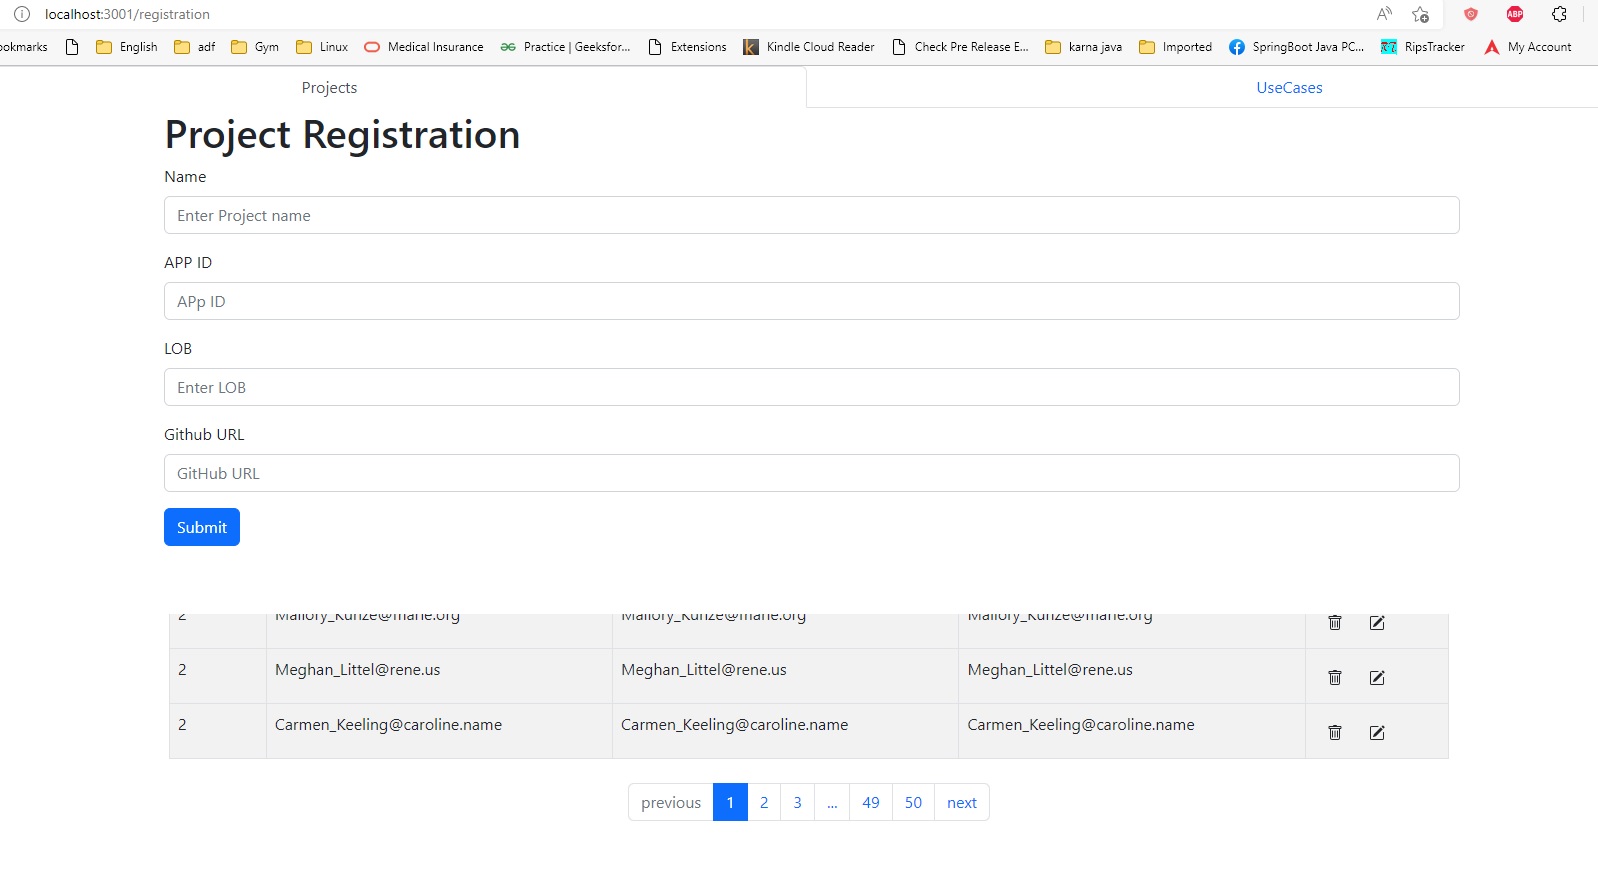 localhost:3001/registration
ABP
ookmarks English adf Gym Linux Medical Insurance Practice | Geeksfor... Extensions Kindle Cloud Reader Check Pre Release E... karna java Imported SpringBoot Java PC... RipsTracker My Account
Projects UseCases
Project Registration
Name
Enter Project name
APP ID
APp ID
LOB
Enter LOB
Github URL
GitHub URL
Submit
2 Mallory_Kunze@marie.org Mallory_Kunze@marie.org Mallory_Kunze@marie.org
2 Meghan_Littel@rene.us Meghan_Littel@rene.us Meghan_Littel@rene.us
2 Carmen_Keeling@caroline.name Carmen_Keeling@caroline.name Carmen_Keeling@caroline.name
previous 1 2 3 ... 49 50 next